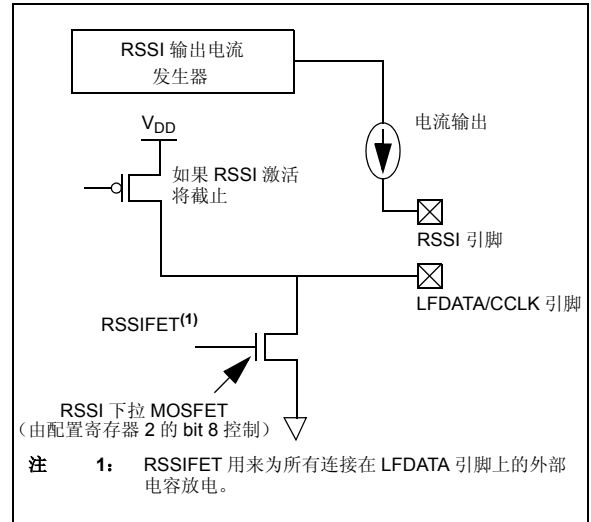 RSSI 输出电流
发生器
V_DD
电流输出
如果 RSSI 激活
将截止
RSSI 引脚
LFDATA/CCLK 引脚
RSSIFET(1)
RSSI 下拉 MOSFET
（由配置寄存器 2 的 bit 8 控制）
注 1： RSSIFET 用来为所有连接在 LFDATA 引脚上的外部
电容放电。